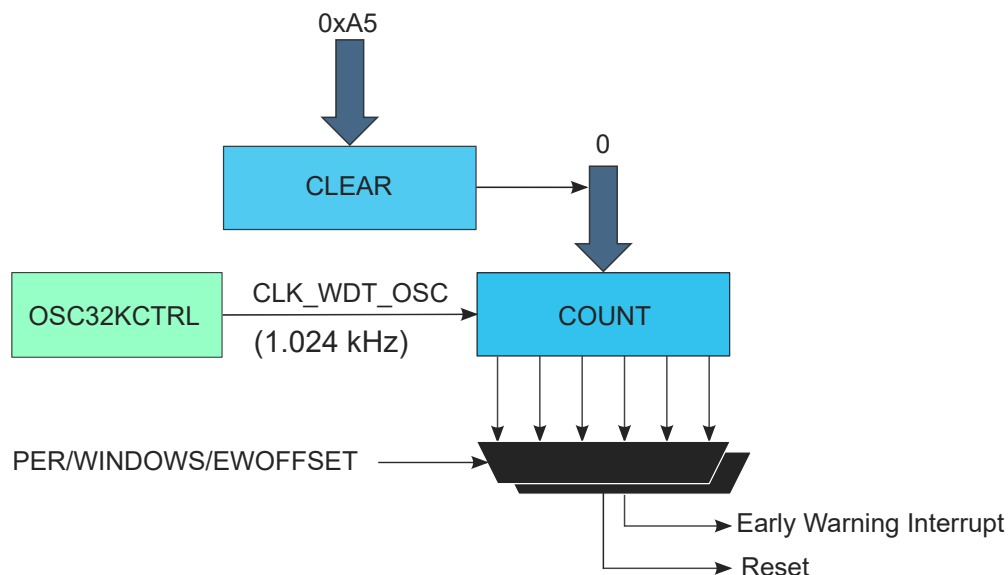 0xA5
0
CLEAR
CLK_WDT_OSC
OSC32KCTRL
COUNT
(1.024 kHz)
PER/WINDOWS/EWOFFSET
Early Warning Interrupt
Reset